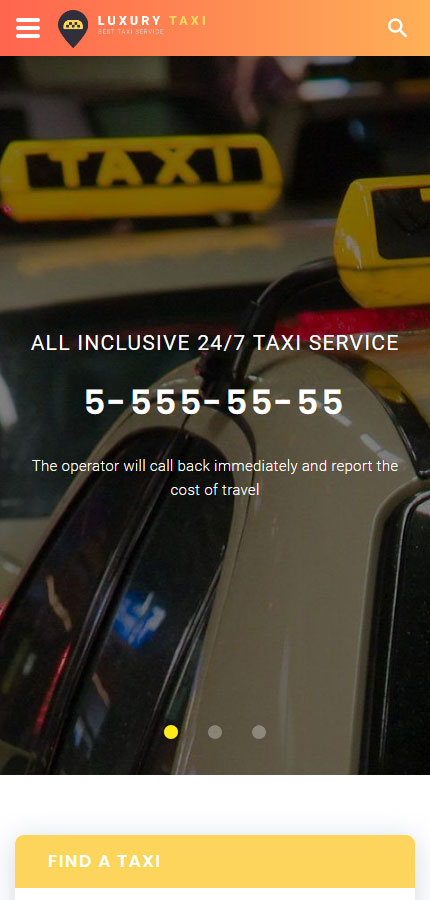 LUXURY TAXI
BEST TAXI SERVICE
TAXI
ALL INCLUSIVE 24/7 TAXI SERVICE
5-555-55-55
The operator will call back immediately and report the
cost of travel
FIND A TAXI